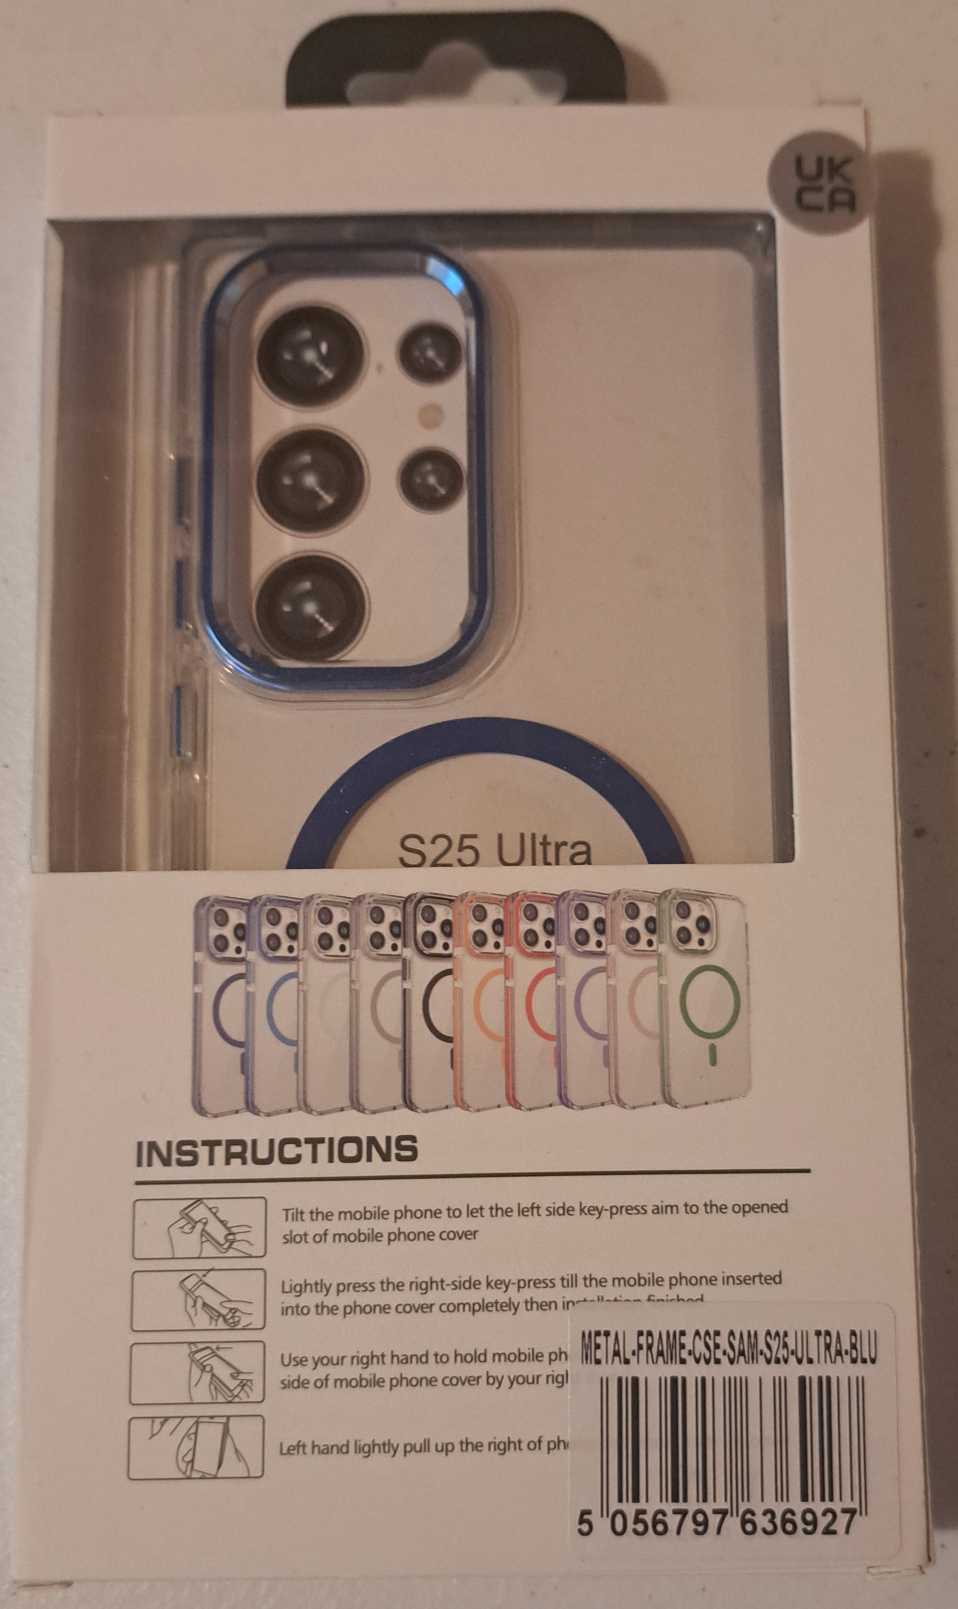 UK
CA
S25 Ultra
INSTRUCTIONS
Tilt the mobile phone to let the left side key-press aim to the opened
slot of mobile phone cover
Lightly press the right-side key-press till the mobile phone inserted
into the phone cover completely then installation finished
Use your right hand to hold mobile
side of mobile phone cover by your
Left hand lightly pull up the right of
METAL-FRAME-CSE-SAM-S25-ULTRA-BLU
5 056797 636927